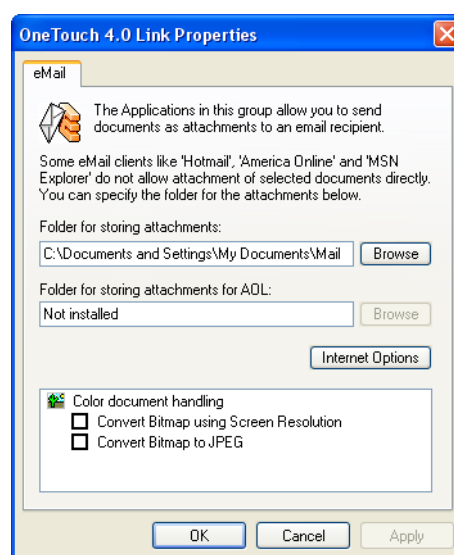 OneTouch 4.0 Link Properties
eMail
The Applications in this group allow you to send
documents as attachments to an email recipient.
Some eMail clients like 'Hotmail', 'America Online' and 'MSN
Explorer' do not allow attachment of selected documents directly.
You can specify the folder for the attachments below.
Folder for storing attachments:
C:\Documents and Settings\My Documents\Mail Browse
Folder for storing attachments for AOL:
Not installed Browse
Internet Options
Color document handling
Convert Bitmap using Screen Resolution
Convert Bitmap to JPEG
OK Cancel Apply